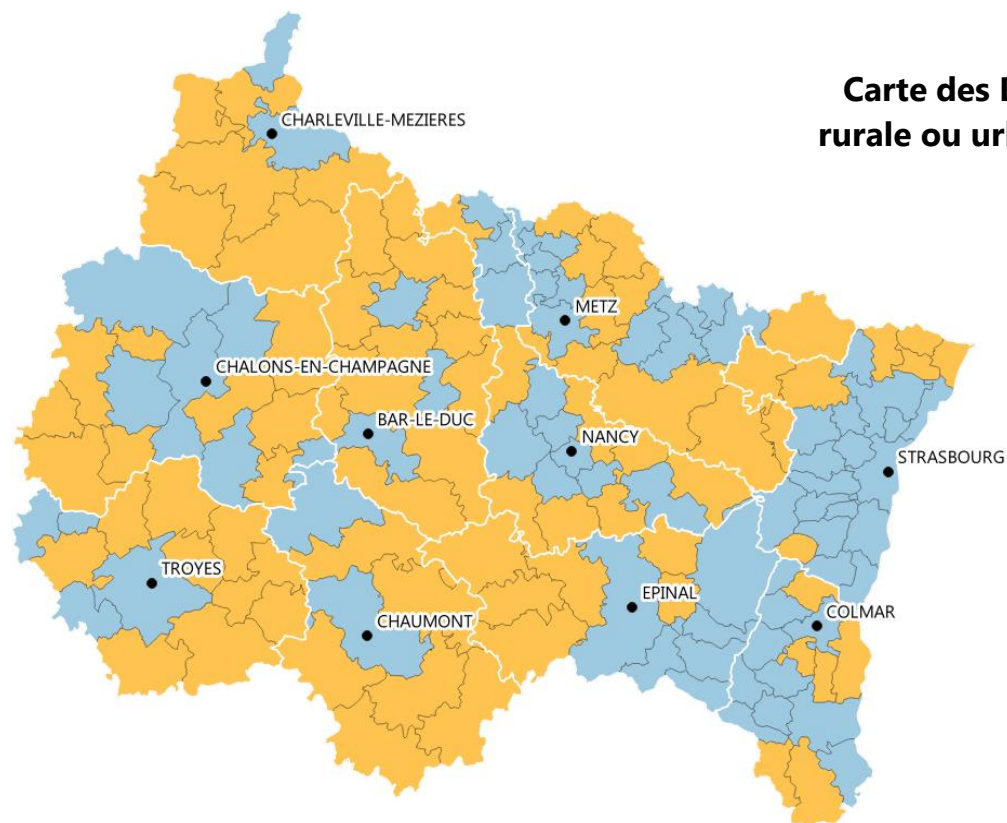 Carte des
rurale ou
CHARLEVILLE-MEZIERES
METZ
CHALONS-EN-CHAMPAGNE
BAR-LE-DUC
NANCY
STRASBOURG
TROYES
EPINAL
CHAUMONT
COLMAR